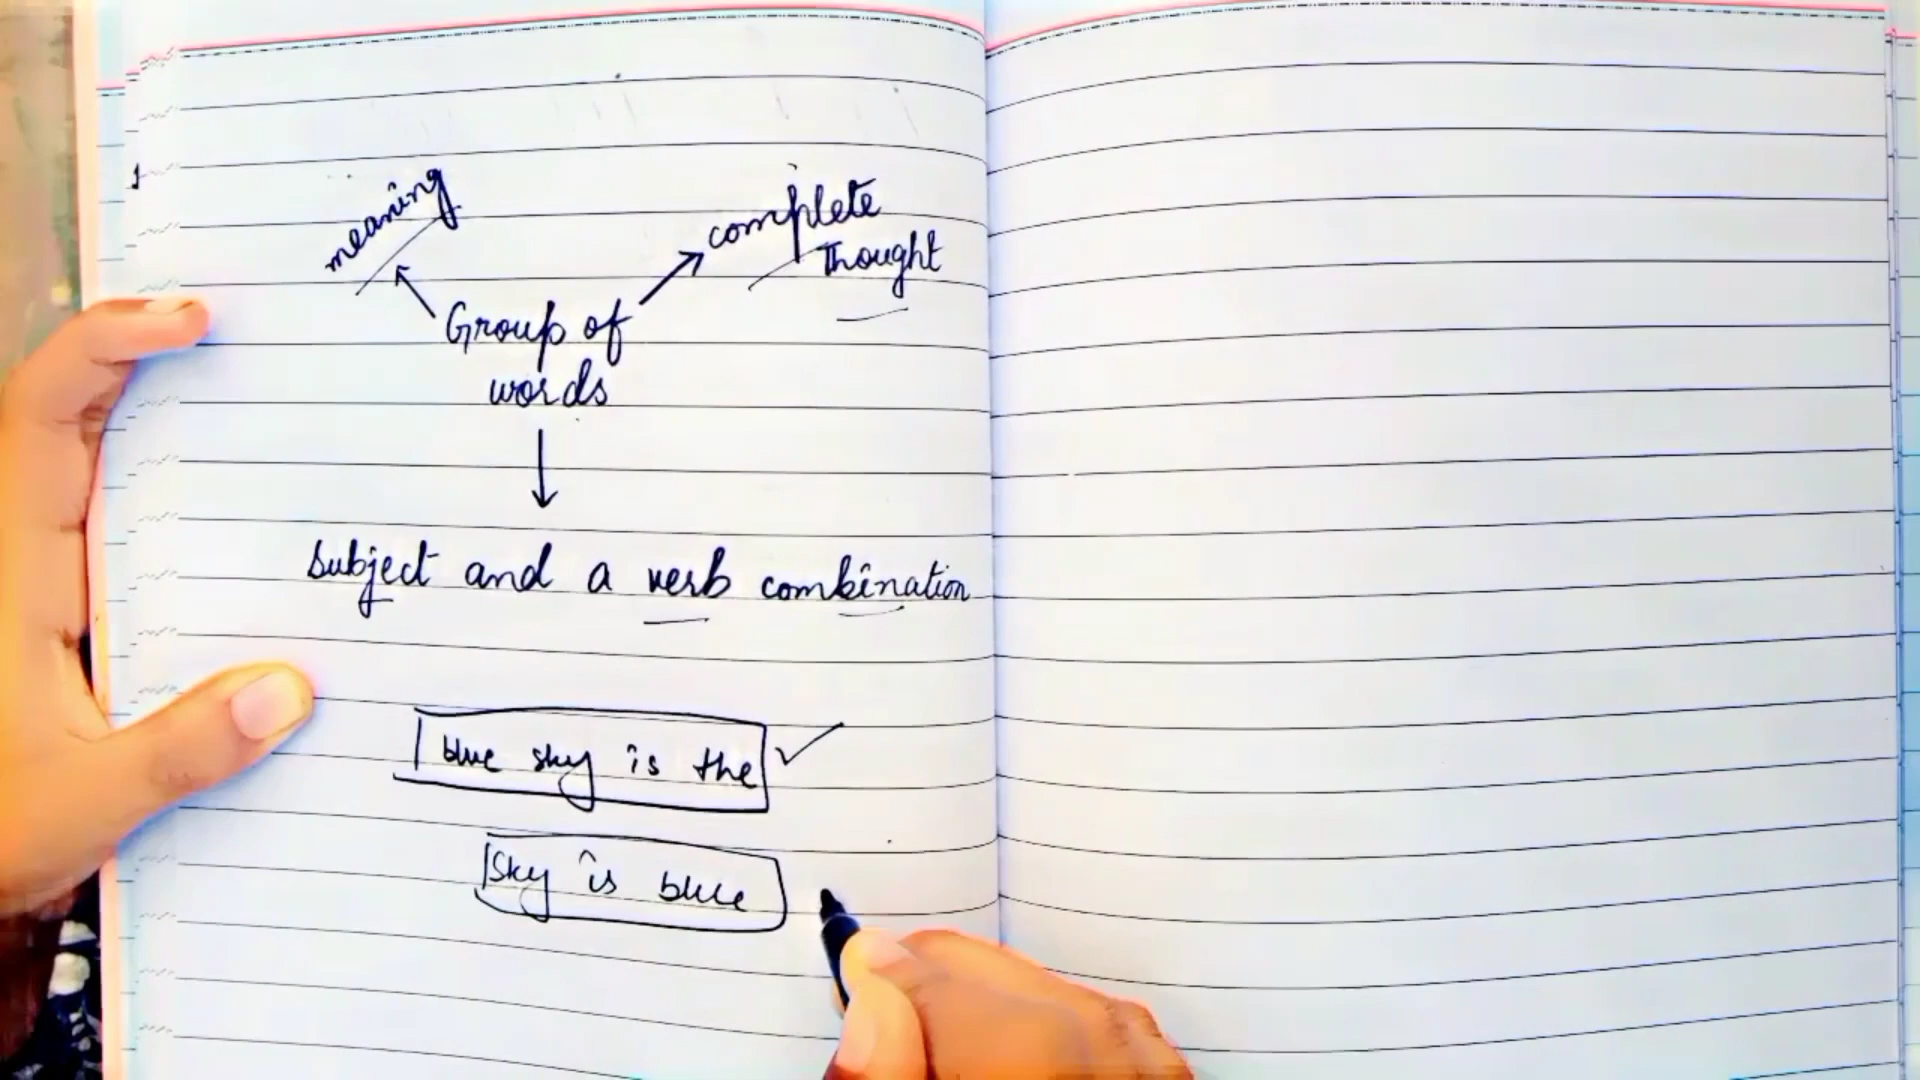 meaning
complete
Thought
Group of
words
Subject and a verb combination
blue sky is the
Sky is blue